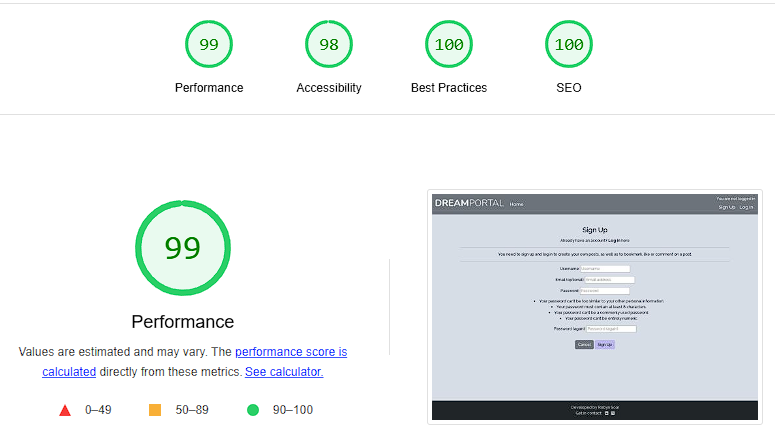 99
98
100
100
Performance
Accessibility
Best Practices
SEO
99
Performance
Values are estimated and may vary. The performance score is
calculated directly from these metrics. See calculator.
0–49
50–89
90–100
DREAMPORTAL Home
You are not logged in
Sign Up Log In
Sign Up
Already have an account? Log In here
You need to sign up and log in to create your own posts, as well as to bookmark, like or comment on a post.
Username: Username
Email (optional): Email address
Password: Password
• Your password can't be too similar to your other personal information.
• Your password must contain at least 8 characters.
• Your password can't be a commonly used password.
• Your password can't be entirely numeric.
Password (again): Password (again)
Cancel Sign Up
Developed by Robyn
Get in contact: